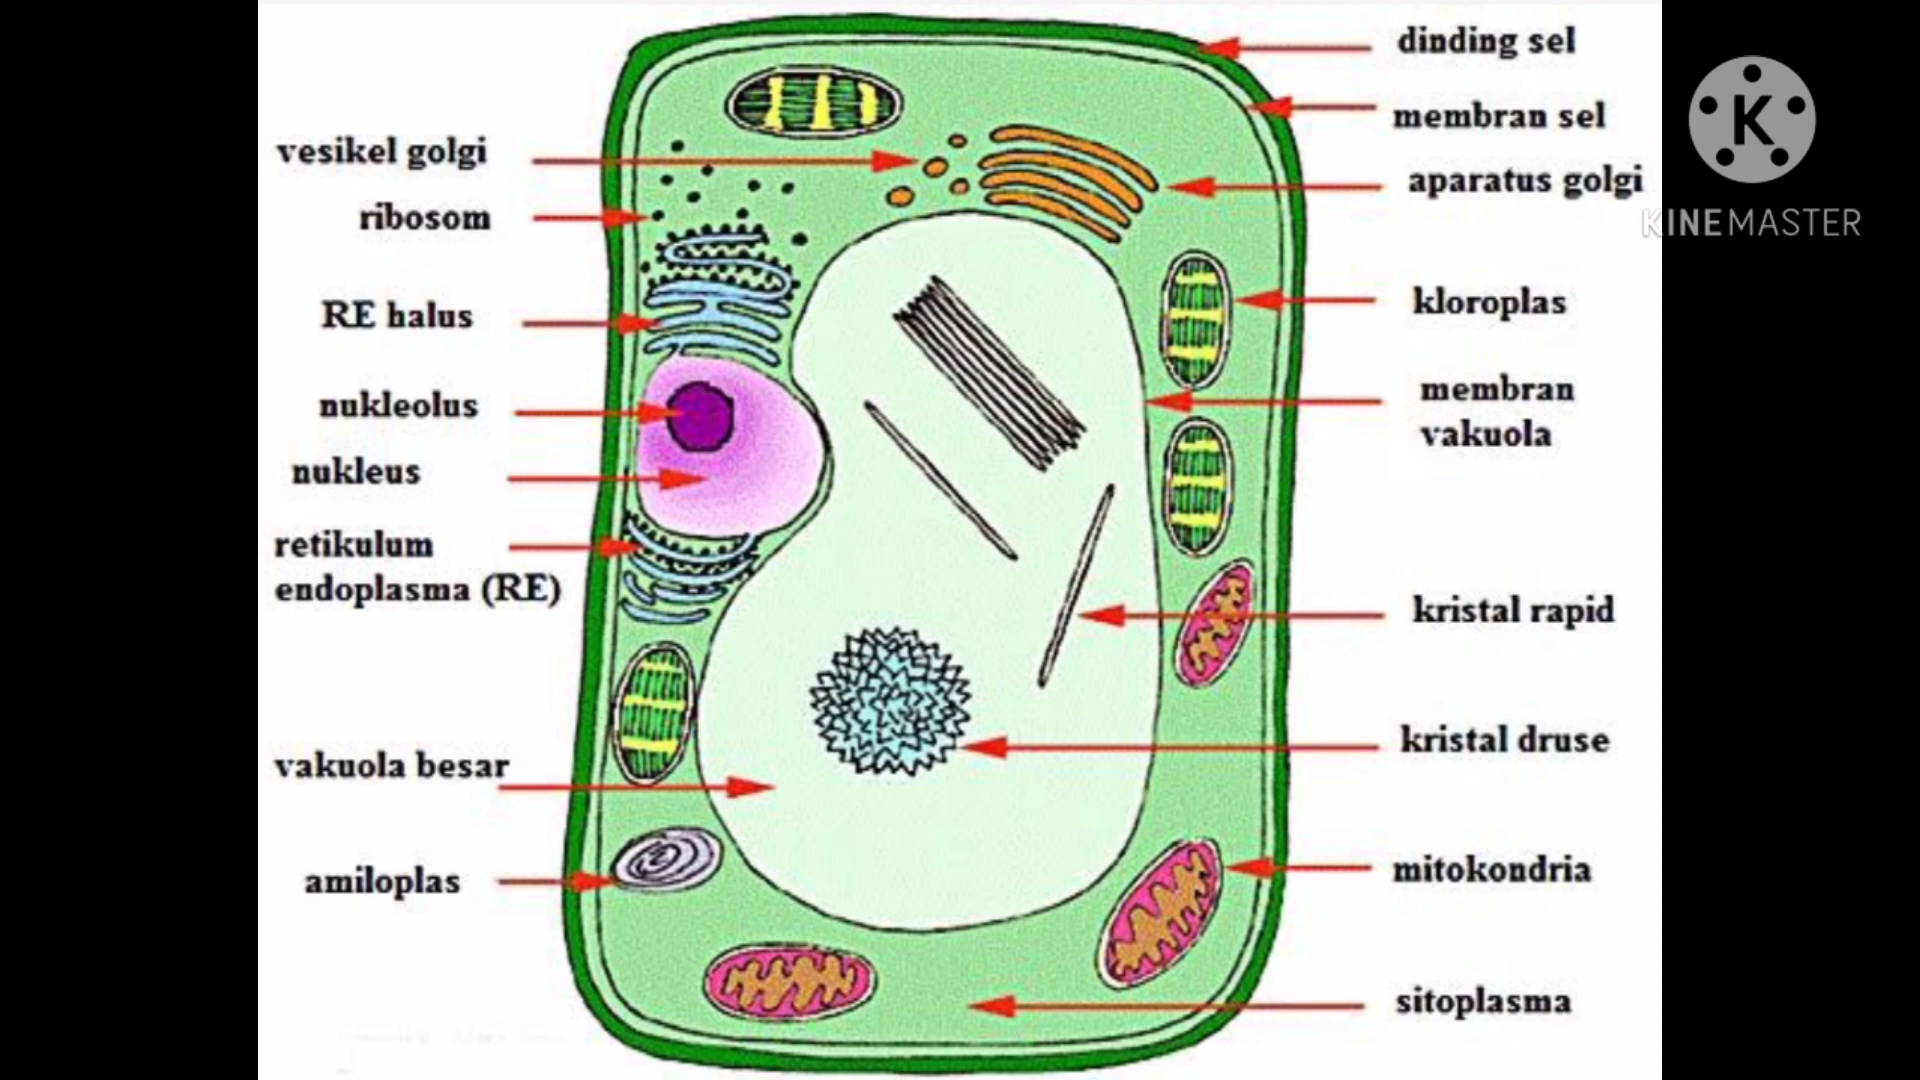 vesikel golgi
ribosom
RE halus
nukleolus
nukleus
retikulum
endoplasma (RE)
vakuola besar
amiloplas
dinding sel
membran sel
aparatus golgi
kloroplas
membran
vakuola
kristal rapid
kristal druse
mitokondria
sitoplasma
K
KINEMASTER